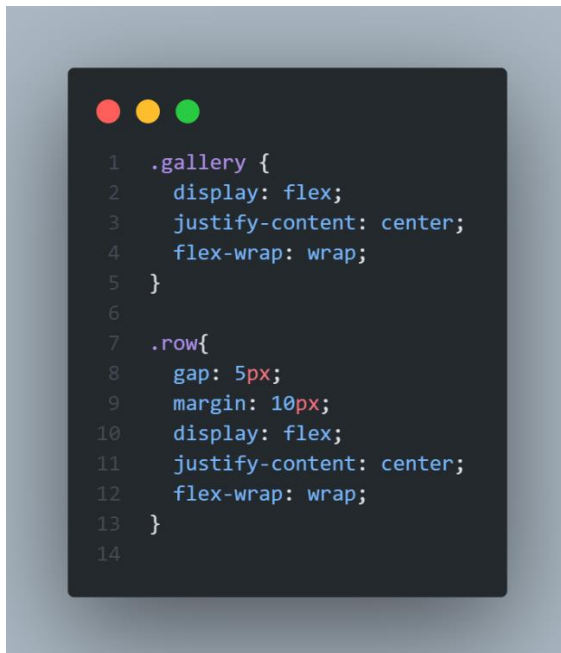 1 .gallery {
2 display: flex;
3 justify-content: center;
4 flex-wrap: wrap;
5 }
6
7 .row{
8 gap: 5px;
9 margin: 10px;
10 display: flex;
11 justify-content: center;
12 flex-wrap: wrap;
13 }
14